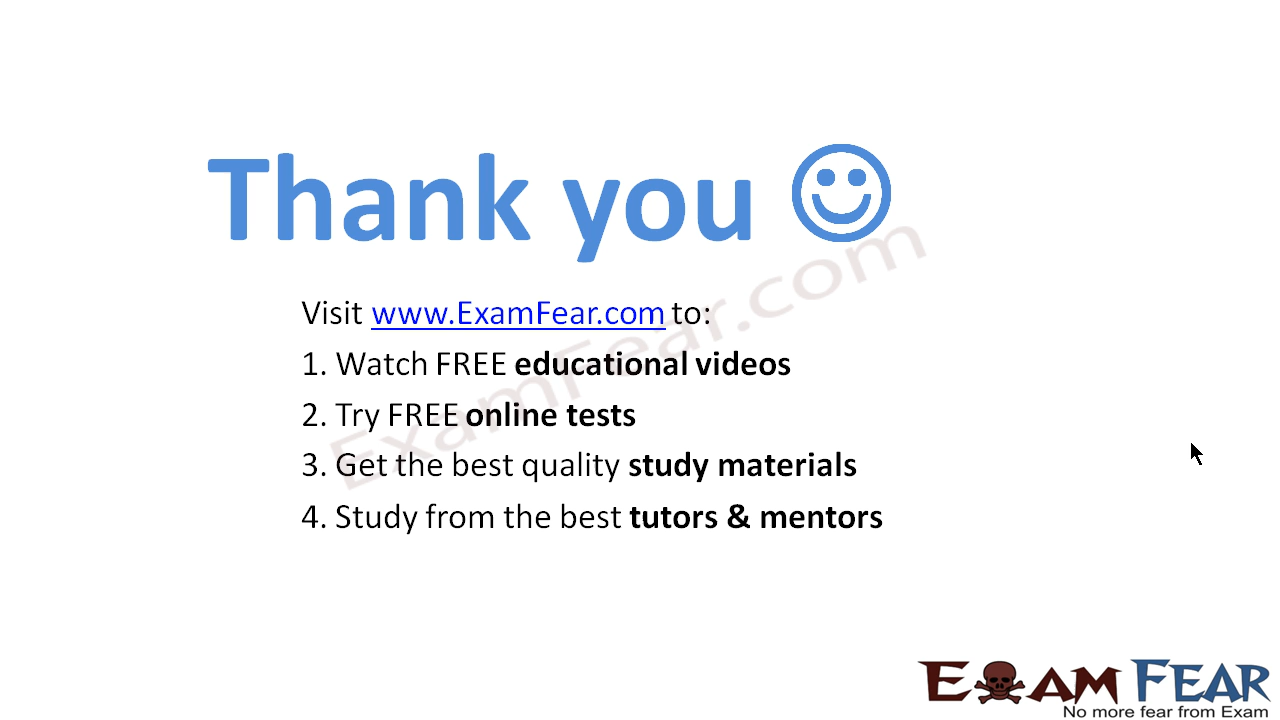 Thank you ☺
Visit www.ExamFear.com to:
1. Watch FREE educational videos
2. Try FREE online tests
3. Get the best quality study materials
4. Study from the best tutors & mentors
ExamFear.com
EXAM FEAR
No more fear from Exam